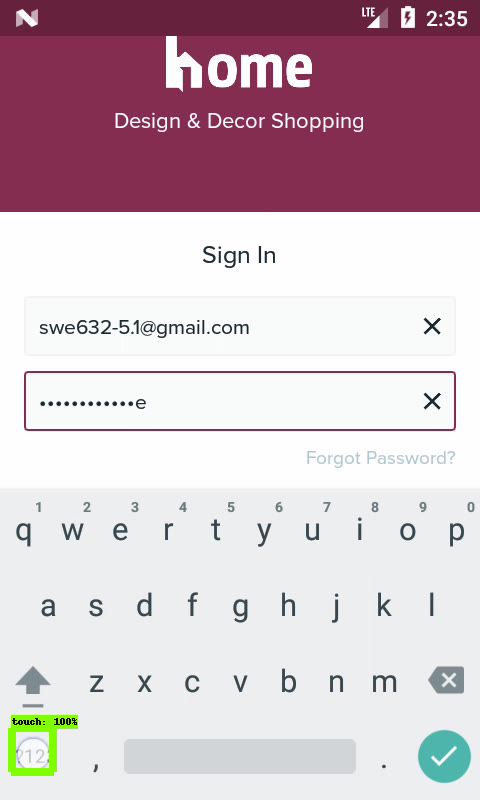 LTE 2:35
home
Design & Decor Shopping
Sign In
swe632-5.1@gmail.com
••••••••••••e
Forgot Password?
1 2 3 4 5 6 7 8 9 0
q w e r t y u i o p
a s d f g h j k l
z x c v b n m
touch: 100%
?123 , .